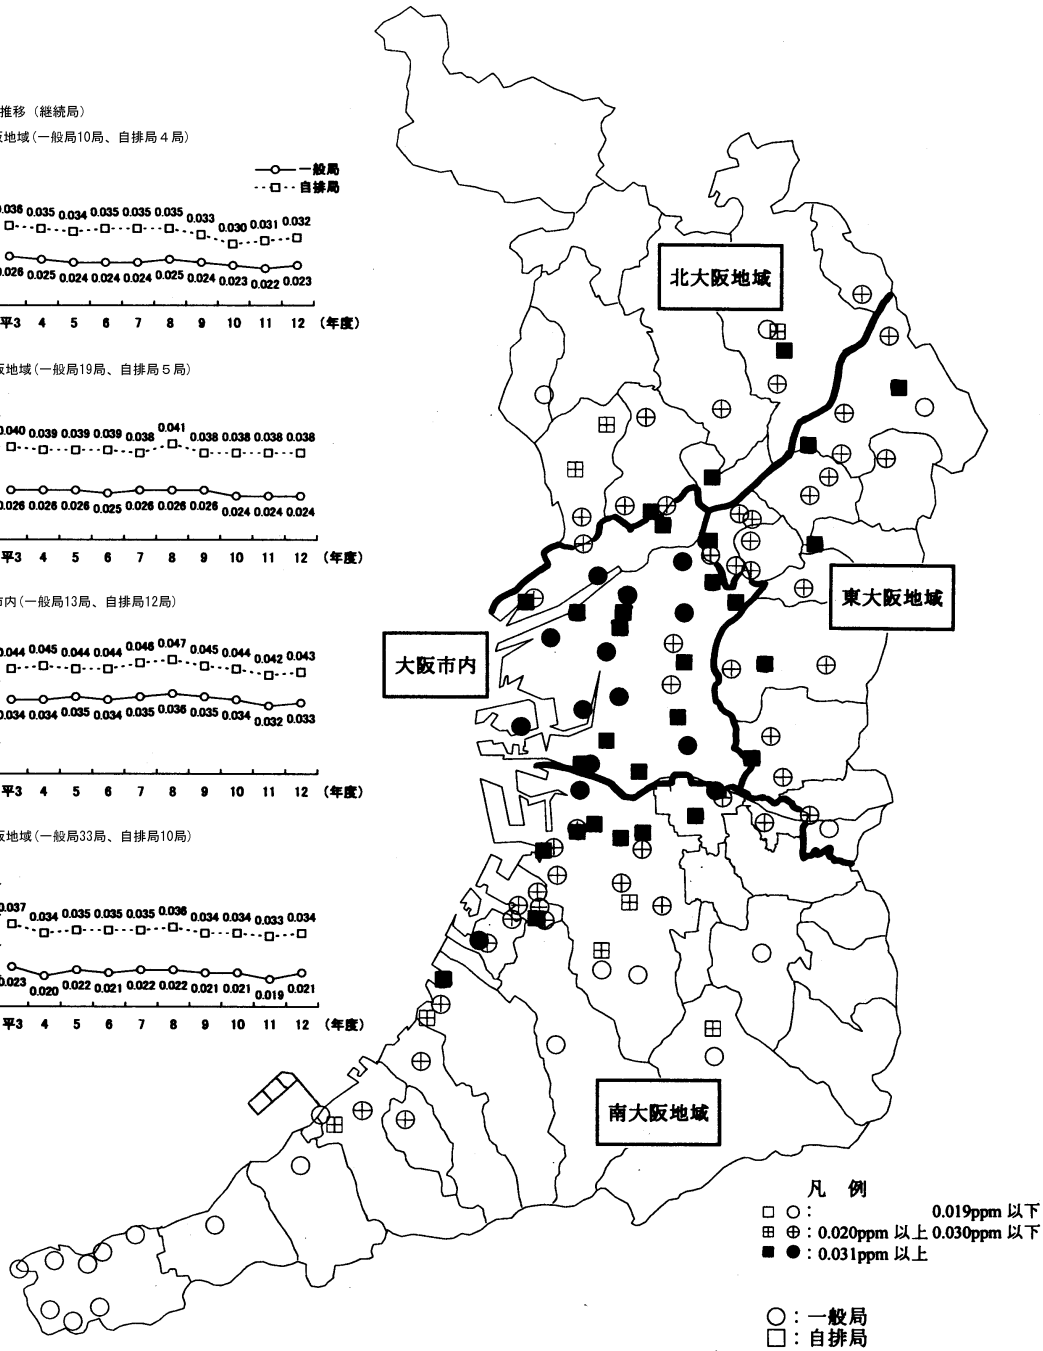 推移（継続局）
阪地域（一般局10局、自排局４局）
一般局
自排局
0.036 0.035 0.034 0.035 0.035 0.035 0.033 0.030 0.031 0.032
0.026 0.025 0.024 0.024 0.024 0.025 0.024 0.023 0.022 0.023
平3 4 5 6 7 8 9 10 11 12 （年度）
阪地域（一般局19局、自排局５局）
0.040 0.039 0.039 0.039 0.038 0.041 0.038 0.038 0.038 0.038
0.026 0.026 0.026 0.025 0.026 0.026 0.026 0.024 0.024 0.024
平3 4 5 6 7 8 9 10 11 12 （年度）
市内（一般局13局、自排局12局）
0.044 0.045 0.044 0.044 0.046 0.047 0.045 0.044 0.042 0.043
0.034 0.034 0.035 0.034 0.035 0.036 0.035 0.034 0.032 0.033
平3 4 5 6 7 8 9 10 11 12 （年度）
阪地域（一般局33局、自排局10局）
0.037 0.034 0.035 0.035 0.035 0.036 0.034 0.034 0.033 0.034
0.023 0.020 0.022 0.021 0.022 0.022 0.021 0.021 0.019 0.021
平3 4 5 6 7 8 9 10 11 12 （年度）
北大阪地域
東大阪地域
大阪市内
南大阪地域
凡 例
： 0.019ppm 以下
：0.020ppm 以上 0.030ppm 以下
：0.031ppm 以上
：一般局
：自排局